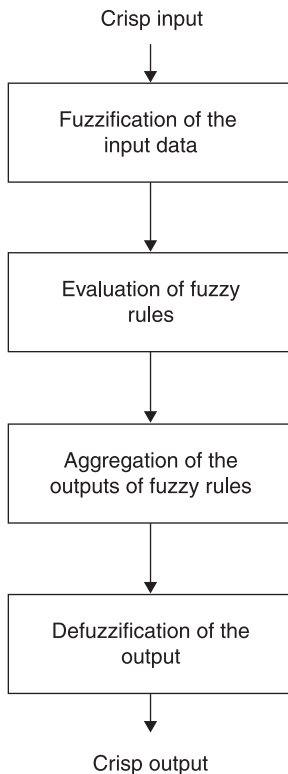 Crisp input
Fuzzification of the
input data
Evaluation of fuzzy
rules
Aggregation of the
outputs of fuzzy rules
Defuzzification of the
output
Crisp output